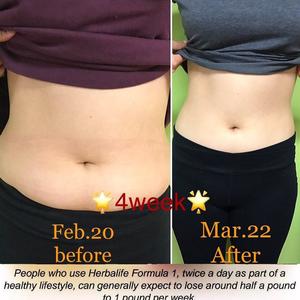 🌟4week🌟
Feb.20 Mar.22
before After
People who use Herbalife Formula 1, twice a day as part of a
healthy lifestyle, can generally expect to lose around half a pound
to 1 pound per week